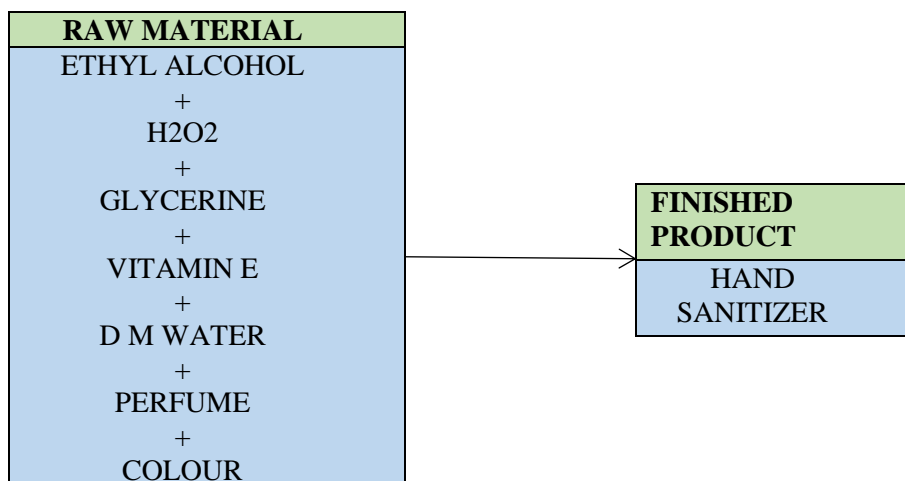 RAW MATERIAL
ETHYL ALCOHOL
+
H2O2
+
GLYCERINE
+
VITAMIN E
+
D M WATER
+
PERFUME
+
COLOUR
FINISHED
PRODUCT
HAND
SANITIZER